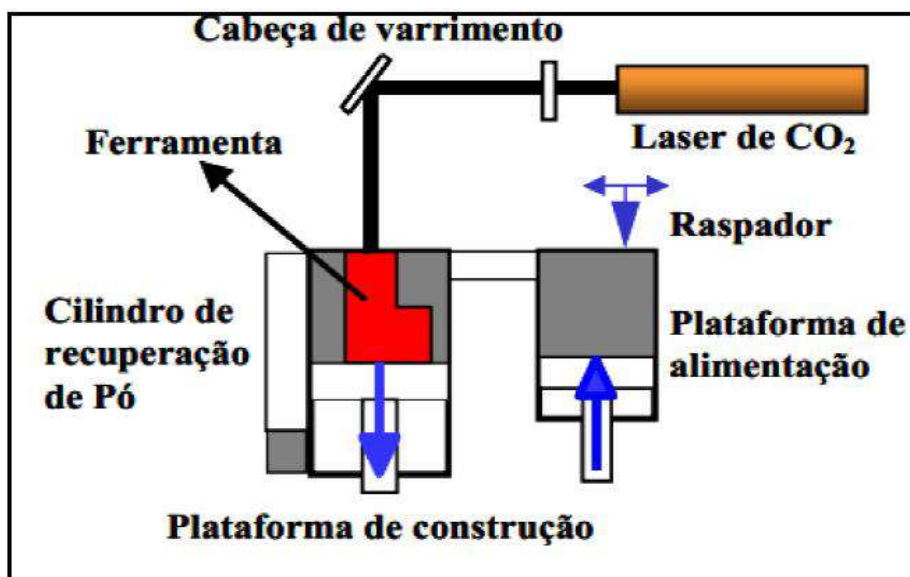 Cabeça de varrimento
Laser de CO₂
Ferramenta
Raspador
Cilindro de
recuperação
de Pó
Plataforma de
alimentação
Plataforma de construção